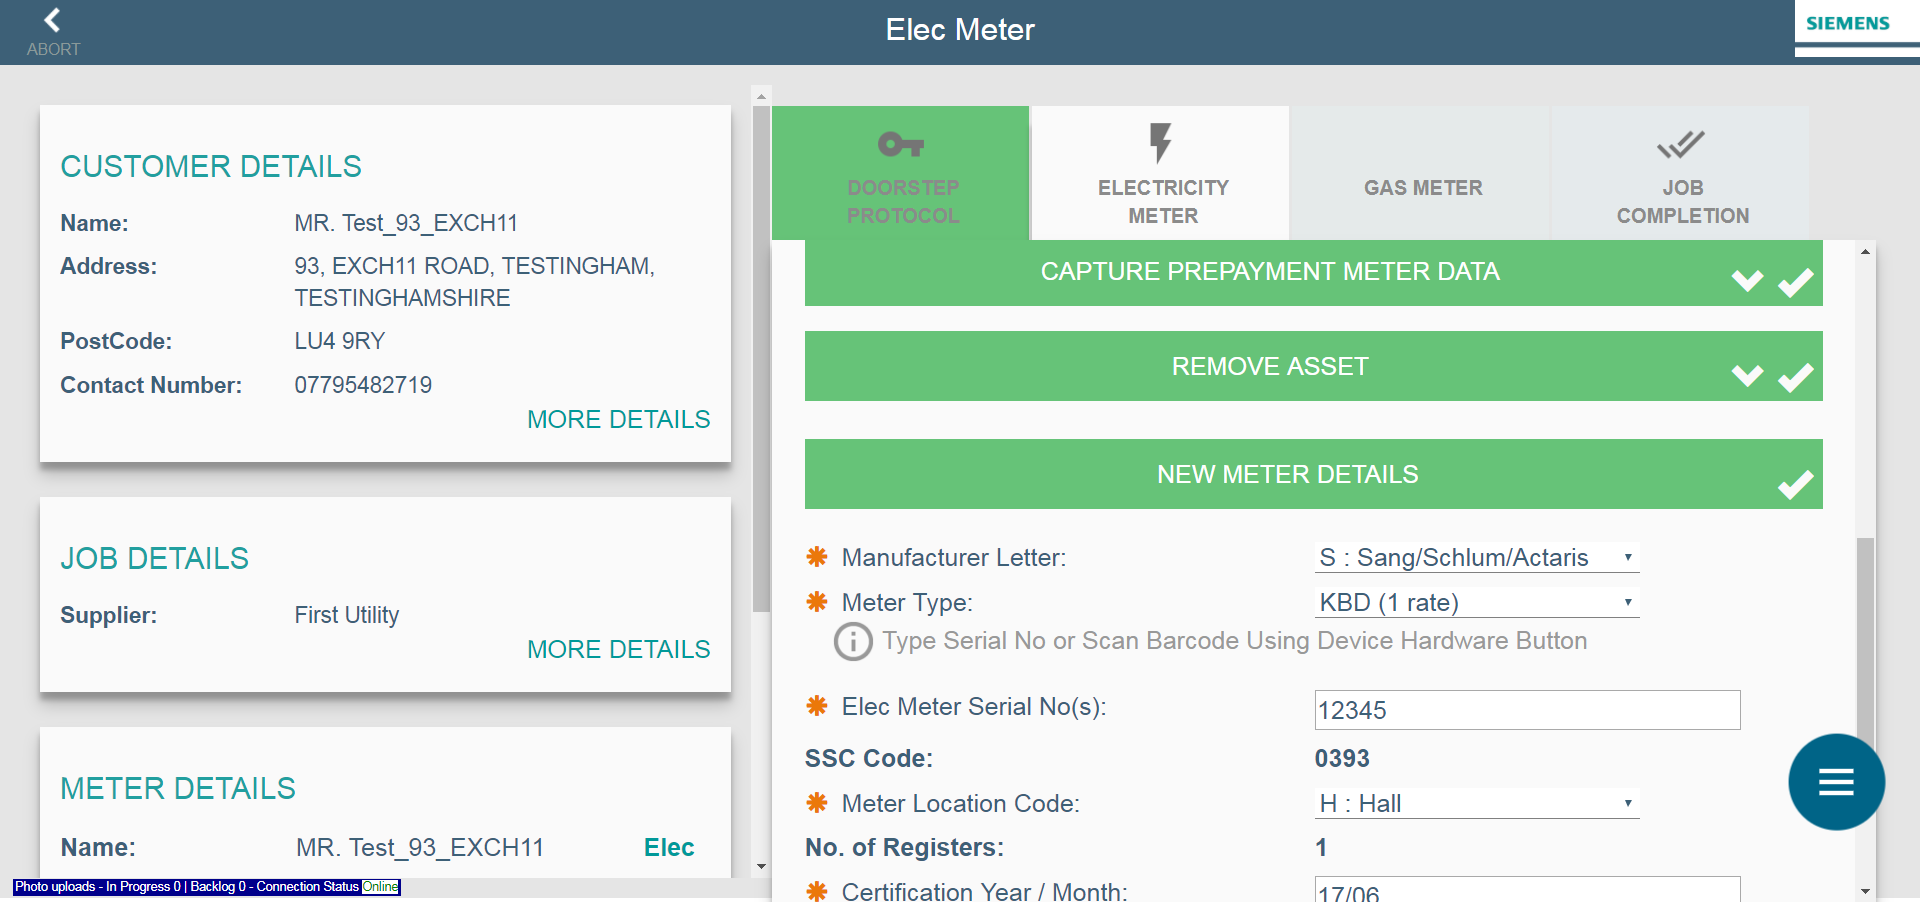 ABORT
Elec Meter
SIEMENS
CUSTOMER DETAILS
Name: MR. Test_93_EXCH11
Address: 93, EXCH11 ROAD, TESTINGHAM,
TESTINGHAMSHIRE
PostCode: LU4 9RY
Contact Number: 07795482719
MORE DETAILS
JOB DETAILS
Supplier: First Utility
MORE DETAILS
METER DETAILS
Name: MR. Test_93_EXCH11 Elec
Photo uploads - In Progress 0 | Backlog 0 - Connection Status Online
DOORSTEP
PROTOCOL
ELECTRICITY
METER
GAS METER
JOB
COMPLETION
CAPTURE PREPAYMENT METER DATA
REMOVE ASSET
NEW METER DETAILS
Manufacturer Letter: S : Sang/Schlum/Actaris
Meter Type: KBD (1 rate)
Type Serial No or Scan Barcode Using Device Hardware Button
Elec Meter Serial No(s): 12345
SSC Code: 0393
Meter Location Code: H : Hall
No. of Registers: 1
Certification Year / Month: 17/06